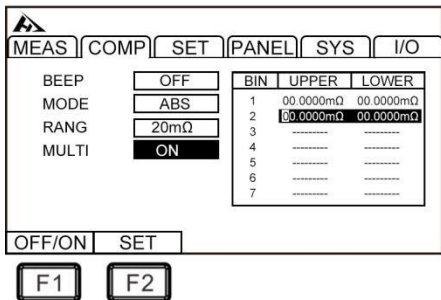 MEAS COMP SET PANEL SYS I/O
BEEP OFF
MODE ABS
RANG 20mΩ
MULTI ON
BIN UPPER LOWER
1 00.0000mΩ 00.0000mΩ
2 00.0000mΩ 00.0000mΩ
3 --------- ---------
4 --------- ---------
5 --------- ---------
6 --------- ---------
7 --------- ---------
OFF/ON SET
F1 F2